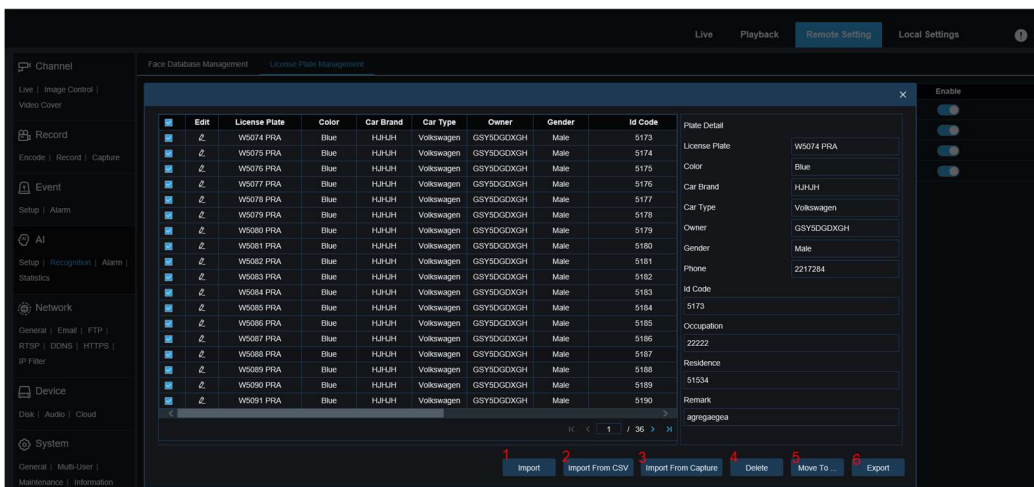 Live Playback Remote Setting Local Settings
Channel
Live | Image Control |
Video Cover
Record
Encode | Record | Capture
Event
Setup | Alarm
AI
Setup | Recognition | Alarm |
Statistics
Network
General | Email | FTP |
RTSP | DDNS | HTTPS |
IP Filter
Device
Disk | Audio | Cloud
System
General | Multi-User |
Maintenance | Information
Face Database Management License Plate Management
Enable
Edit License Plate Color Car Brand Car Type Owner Gender Id Code
W5074 PRA Blue HJHJH Volkswagen GSY5DGDXGH Male 5173
W5075 PRA Blue HJHJH Volkswagen GSY5DGDXGH Male 5174
W5076 PRA Blue HJHJH Volkswagen GSY5DGDXGH Male 5175
W5077 PRA Blue HJHJH Volkswagen GSY5DGDXGH Male 5176
W5078 PRA Blue HJHJH Volkswagen GSY5DGDXGH Male 5177
W5079 PRA Blue HJHJH Volkswagen GSY5DGDXGH Male 5178
W5080 PRA Blue HJHJH Volkswagen GSY5DGDXGH Male 5179
W5081 PRA Blue HJHJH Volkswagen GSY5DGDXGH Male 5180
W5082 PRA Blue HJHJH Volkswagen GSY5DGDXGH Male 5181
W5083 PRA Blue HJHJH Volkswagen GSY5DGDXGH Male 5182
W5084 PRA Blue HJHJH Volkswagen GSY5DGDXGH Male 5183
W5085 PRA Blue HJHJH Volkswagen GSY5DGDXGH Male 5184
W5086 PRA Blue HJHJH Volkswagen GSY5DGDXGH Male 5185
W5087 PRA Blue HJHJH Volkswagen GSY5DGDXGH Male 5186
W5088 PRA Blue HJHJH Volkswagen GSY5DGDXGH Male 5187
W5089 PRA Blue HJHJH Volkswagen GSY5DGDXGH Male 5188
W5090 PRA Blue HJHJH Volkswagen GSY5DGDXGH Male 5189
W5091 PRA Blue HJHJH Volkswagen GSY5DGDXGH Male 5190
1 / 36
Plate Detail
License Plate W5074 PRA
Color Blue
Car Brand HJHJH
Car Type Volkswagen
Owner GSY5DGDXGH
Gender Male
Phone 2217284
Id Code
5173
Occupation
22222
Residence
51534
Remark
agregaegea
1 2 3 4 5 6
Import Import From CSV Import From Capture Delete Move To ... Export